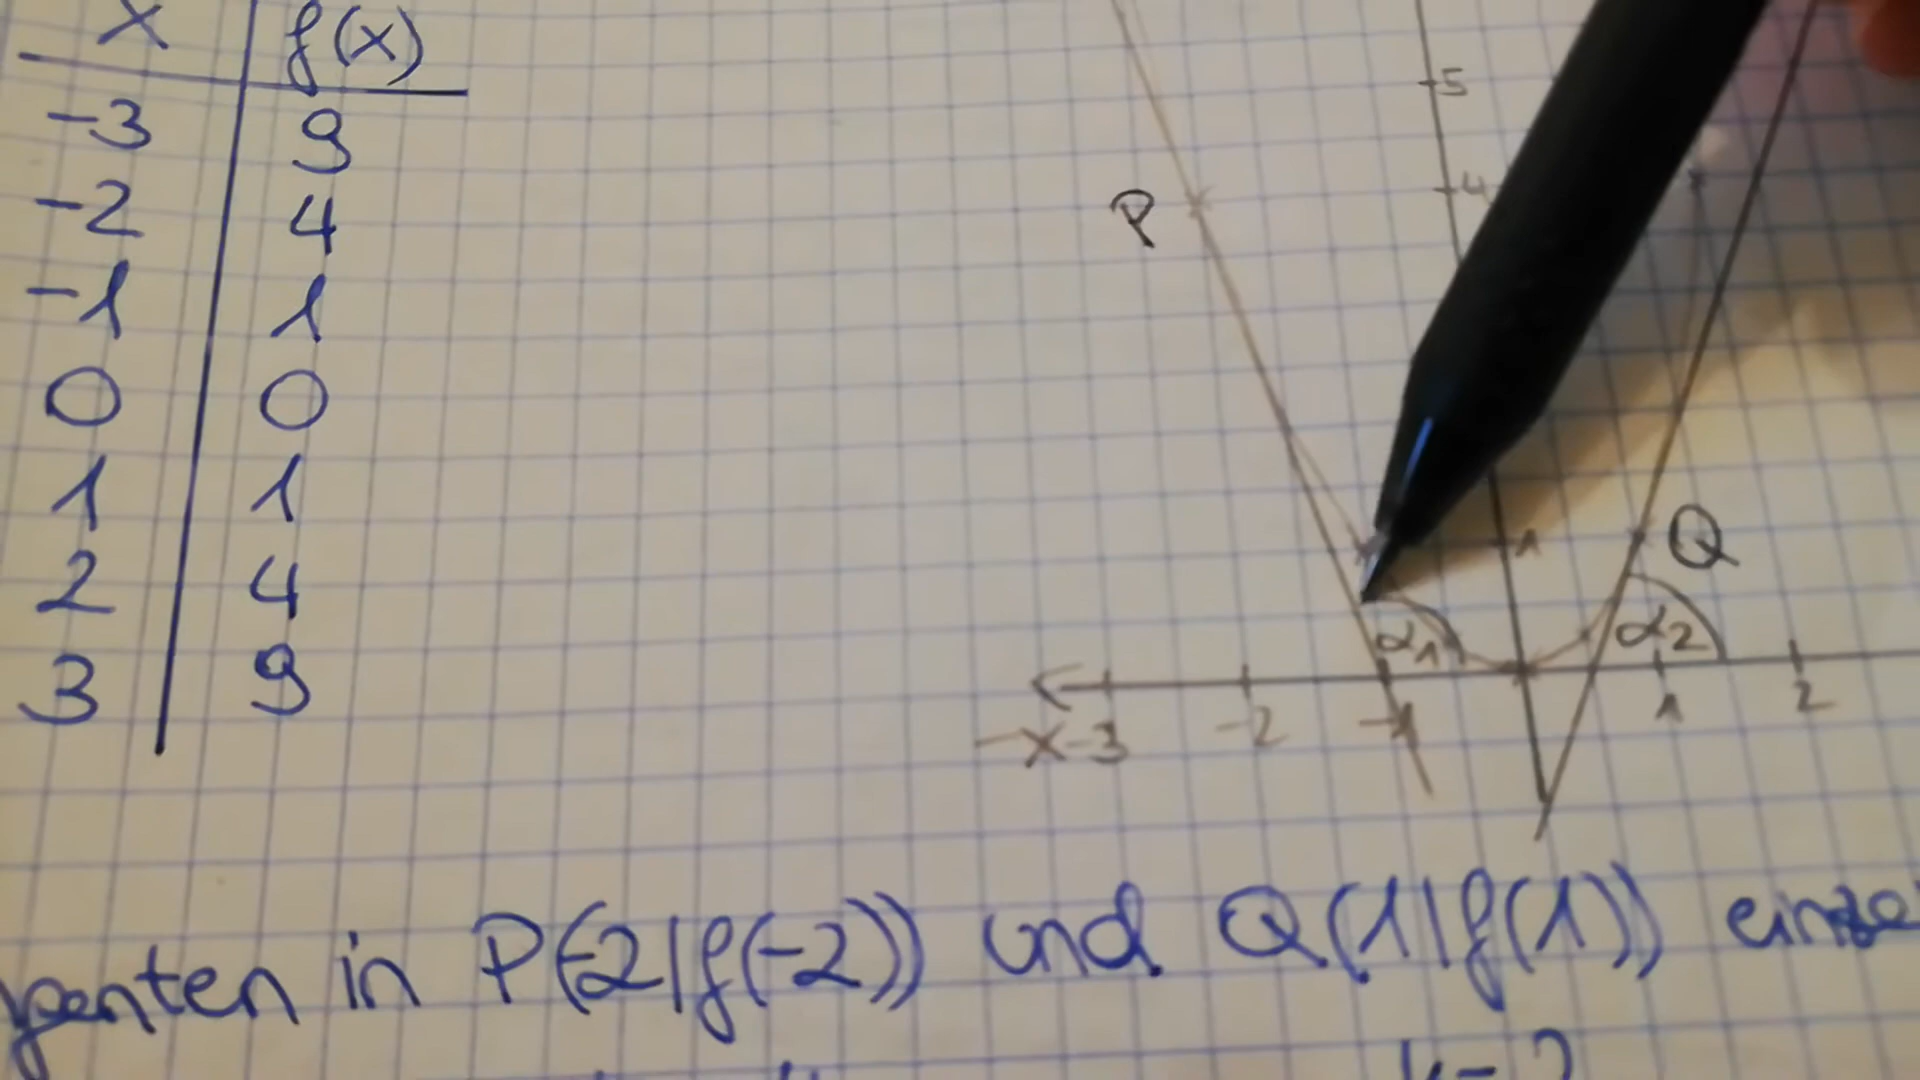 x f(x)
-3 9
-2 4
-1 1
0 0
1 1
2 4
3 9
5
4
P
1
Q
α1
α2
-x -3 -2 -1 1 2
genten in P(-2|f(-2)) und Q(1|f(1)) einze
k=2